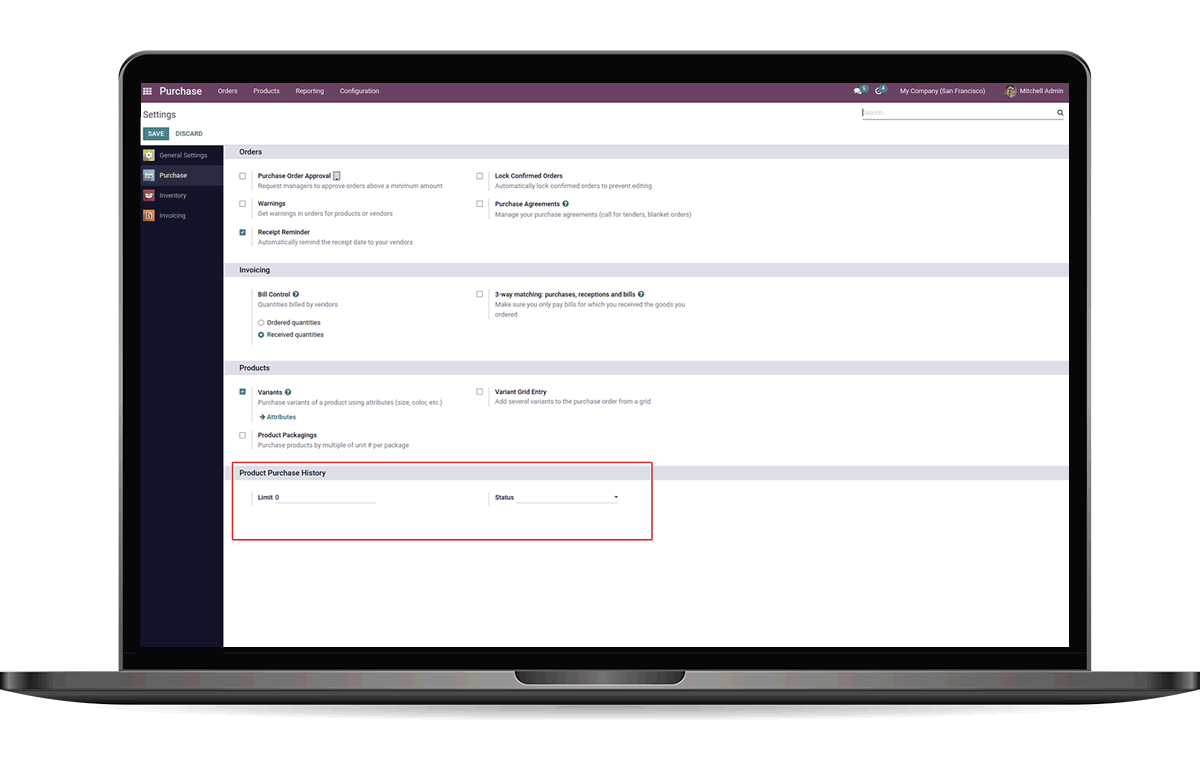 Purchase Orders Products Reporting Configuration 5 4 My Company (San Francisco) Mitchell Admin
Settings
Search...
SAVE DISCARD
General Settings
Purchase
Inventory
Invoicing
Orders
Purchase Order Approval
Request managers to approve orders above a minimum amount
Lock Confirmed Orders
Automatically lock confirmed orders to prevent editing
Warnings
Get warnings in orders for products or vendors
Purchase Agreements ?
Manage your purchase agreements (call for tenders, blanket orders)
Receipt Reminder
Automatically remind the receipt date to your vendors
Invoicing
Bill Control ?
Quantities billed by vendors
Ordered quantities
Received quantities
3-way matching: purchases, receptions and bills ?
Make sure you only pay bills for which you received the goods you
ordered
Products
Variants ?
Purchase variants of a product using attributes (size, color, etc.)
Attributes
Variant Grid Entry
Add several variants to the purchase order from a grid
Product Packagings
Purchase products by multiple of unit # per package
Product Purchase History
Limit 0
Status